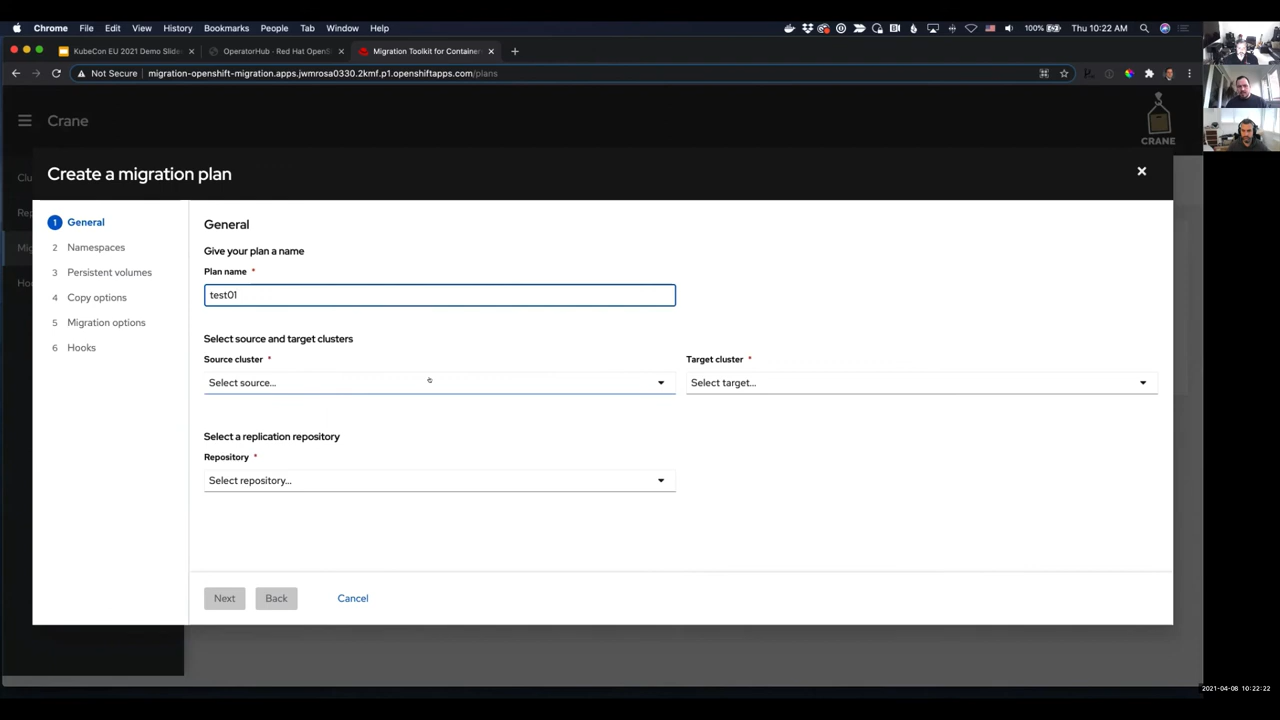 Chrome File Edit View History Bookmarks People Tab Window Help 100% Thu 10:22 AM
KubeCon EU 2021 Demo Slides OperatorHub · Red Hat OpenS Migration Toolkit for Container
Not Secure migration-openshift-migration.apps.jwmrosa0330.2kmf.p1.openshiftapps.com/plans
Crane
CRANE
Create a migration plan
1 General
2 Namespaces
3 Persistent volumes
4 Copy options
5 Migration options
6 Hooks
General
Give your plan a name
Plan name *
test01
Select source and target clusters
Source cluster * Target cluster *
Select source... Select target...
Select a replication repository
Repository *
Select repository...
Next Back Cancel
2021-04-08 10:22:22